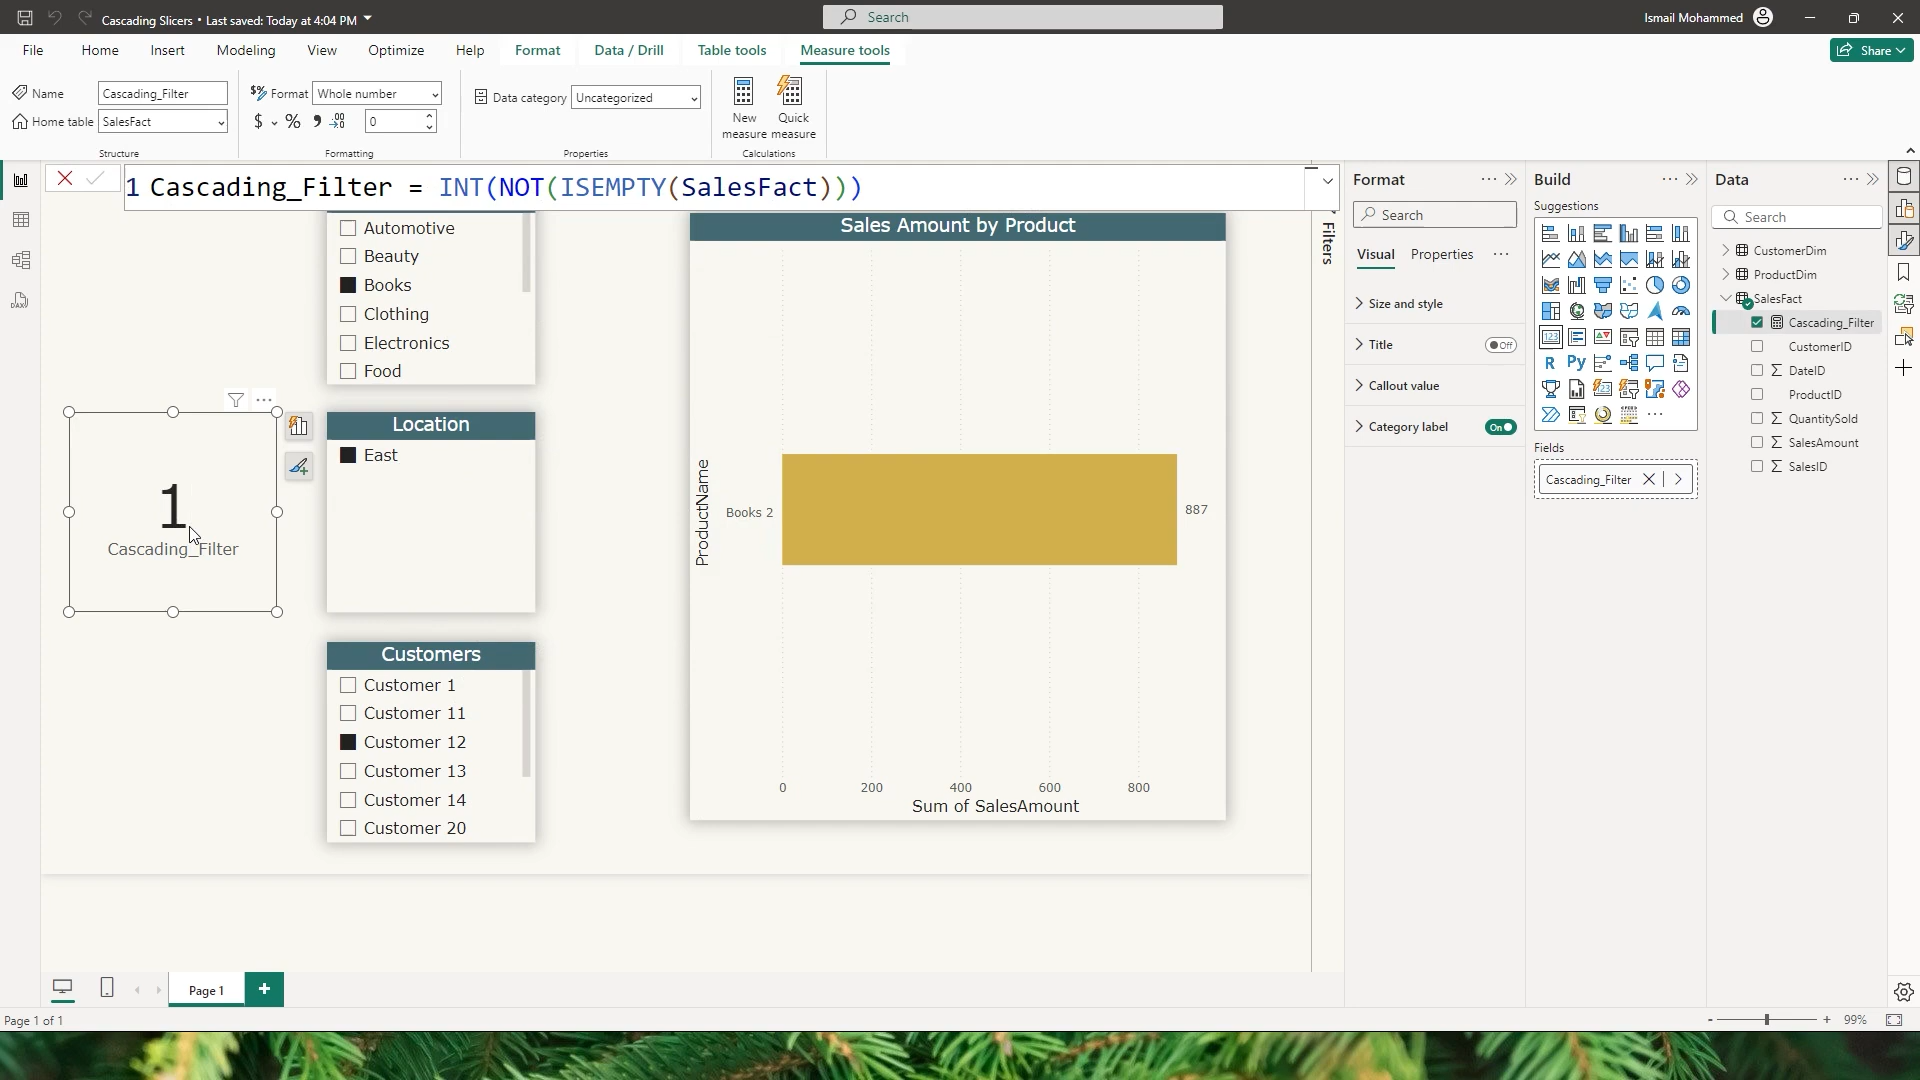 Cascading Slicers • Last saved: Today at 4:04 PM
Search
Ismail Mohammed
File
Home
Insert
Modeling
View
Optimize
Help
Format
Data / Drill
Table tools
Measure tools
Share
Name
Cascading_Filter
Home table
SalesFact
Structure
Format
Whole number
$
%
0
Formatting
Data category
Uncategorized
Properties
New measure
Quick measure
Calculations
1 Cascading_Filter = INT(NOT(ISEMPTY(SalesFact)))
Automotive
Beauty
Books
Clothing
Electronics
Food
1
Cascading_Filter
Location
East
Customers
Customer 1
Customer 11
Customer 12
Customer 13
Customer 14
Customer 20
Sales Amount by Product
ProductName
Books 2
887
0
200
400
600
800
Sum of SalesAmount
Filters
Format
Search
Visual
Properties
Size and style
Title
Off
Callout value
Category label
On
Build
Suggestions
R
Py
Fields
Cascading_Filter
Data
Search
CustomerDim
ProductDim
SalesFact
Cascading_Filter
CustomerID
DateID
ProductID
QuantitySold
SalesAmount
SalesID
Page 1
Page 1 of 1
99%